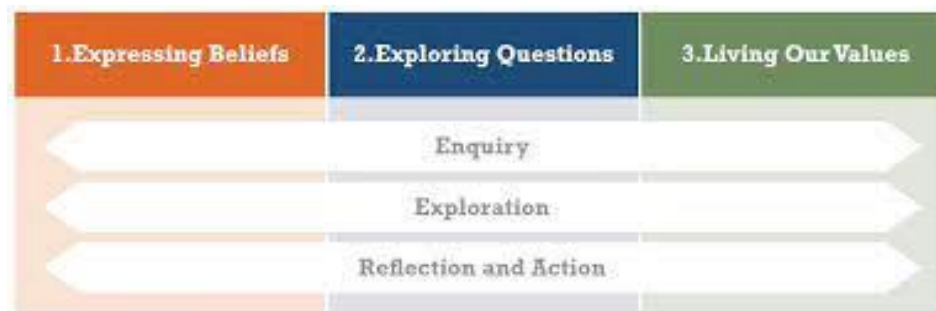 1.Expressing Beliefs
2.Exploring Questions
3.Living Our Values
Enquiry
Exploration
Reflection and Action